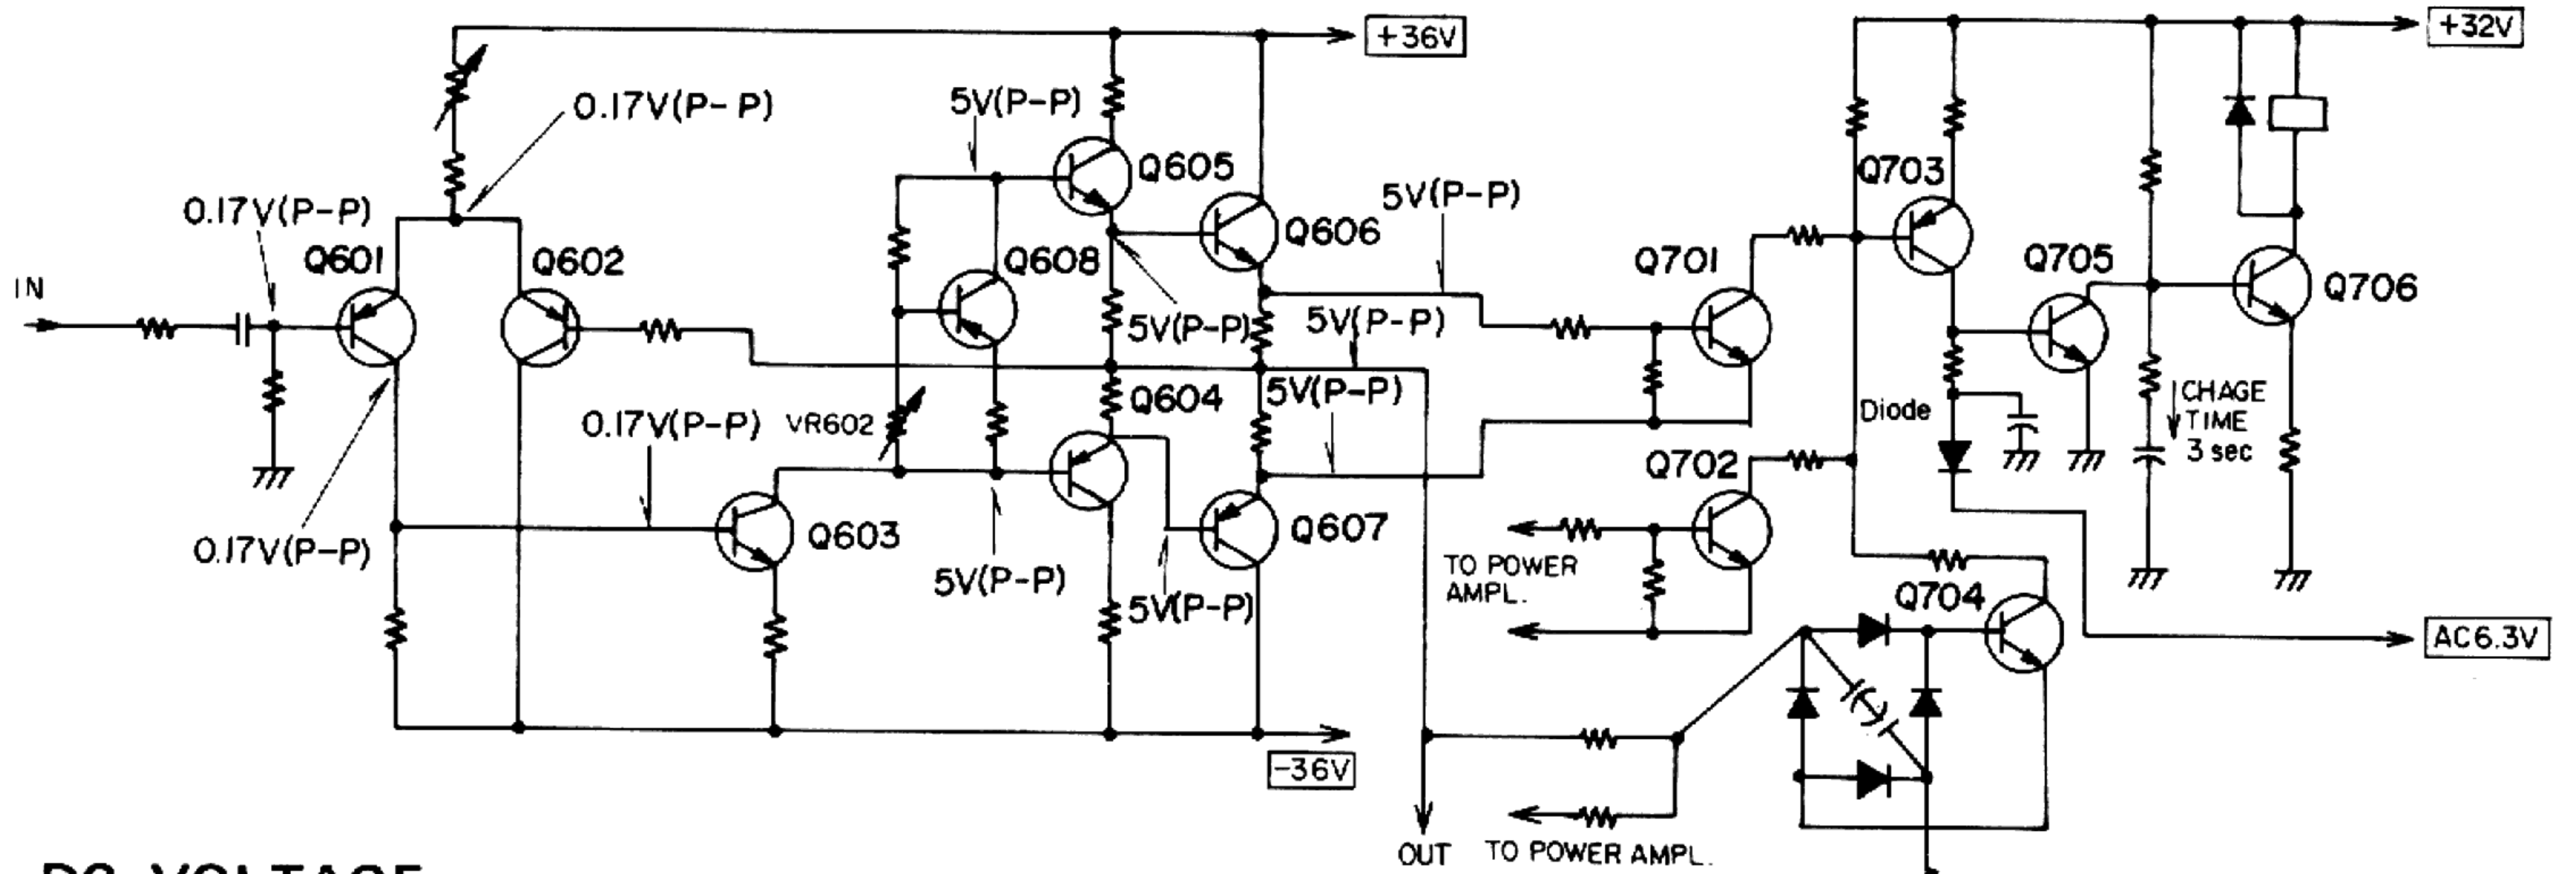 +36V
+32V
0.17V(P-P)
5V(P-P)
Q605
Q703
5V(P-P)
0.17V(P-P)
Q601
Q602
Q608
Q606
Q701
Q705
Q706
IN
5V(P-P)
5V(P-P)
5V(P-P)
Q604
0.17V(P-P)
VR602
Diode
CHAGE
TIME
3 sec
Q702
0.17V(P-P)
Q603
5V(P-P)
5V(P-P)
Q607
TO POWER
AMPL.
Q704
AC6.3V
-36V
OUT
TO POWER AMPL.